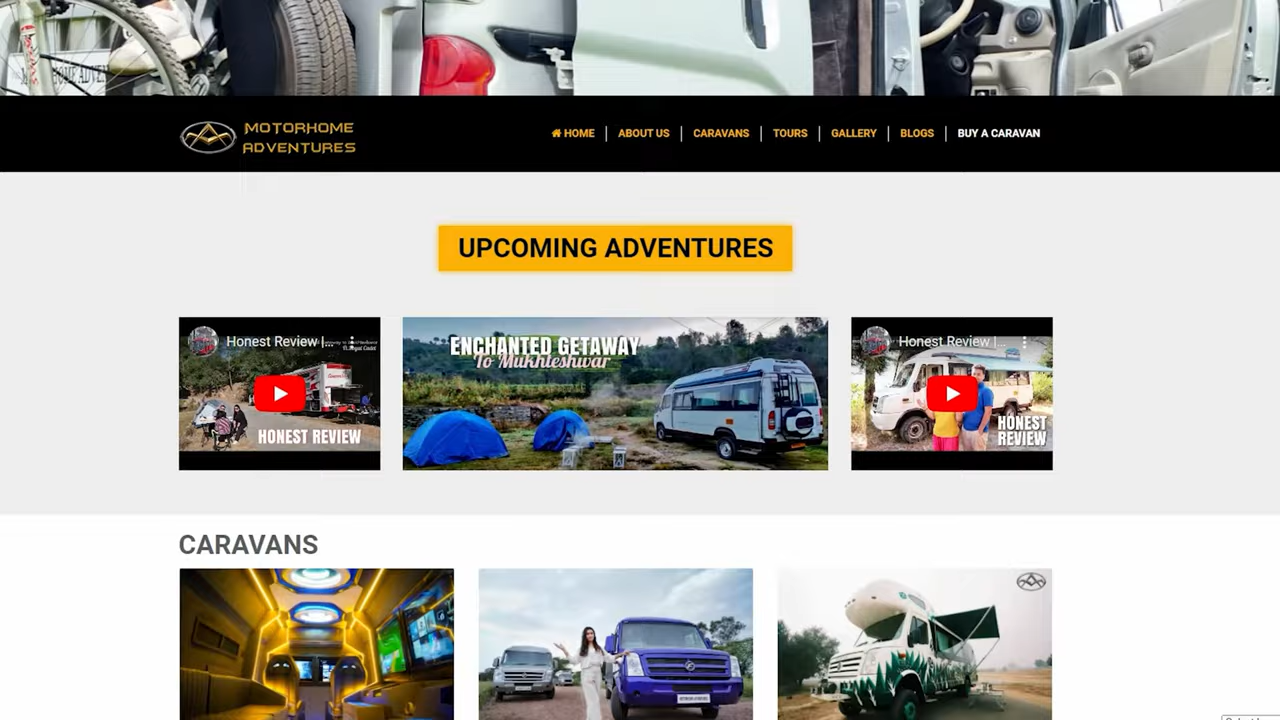 MOTORHOME
ADVENTURES
HOME
ABOUT US
CARAVANS
TOURS
GALLERY
BLOGS
BUY A CARAVAN
UPCOMING ADVENTURES
Honest Review |...
HONEST REVIEW
ENCHANTED GETAWAY
To Mukhteshwar
Honest Review |...
HONEST
REVIEW
CARAVANS